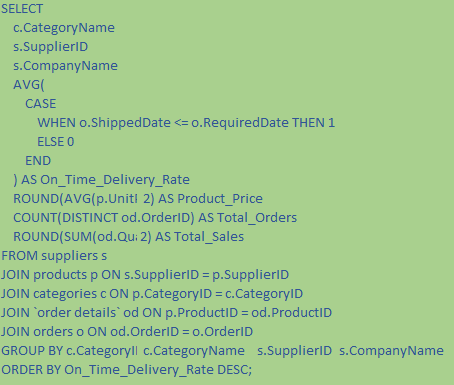 SELECT
c.CategoryName
s.SupplierID
s.CompanyName
AVG(
CASE
WHEN o.ShippedDate <= o.RequiredDate THEN 1
ELSE 0
END
) AS On_Time_Delivery_Rate
ROUND(AVG(p.Unit 2) AS Product_Price
COUNT(DISTINCT od.OrderID) AS Total_Orders
ROUND(SUM(od.Qu 2) AS Total_Sales
FROM suppliers s
JOIN products p ON s.SupplierID = p.SupplierID
JOIN categories c ON p.CategoryID = c.CategoryID
JOIN `order details` od ON p.ProductID = od.ProductID
JOIN orders o ON od.OrderID = o.OrderID
GROUP BY c.CategoryI c.CategoryName s.SupplierID s.CompanyName
ORDER BY On_Time_Delivery_Rate DESC;